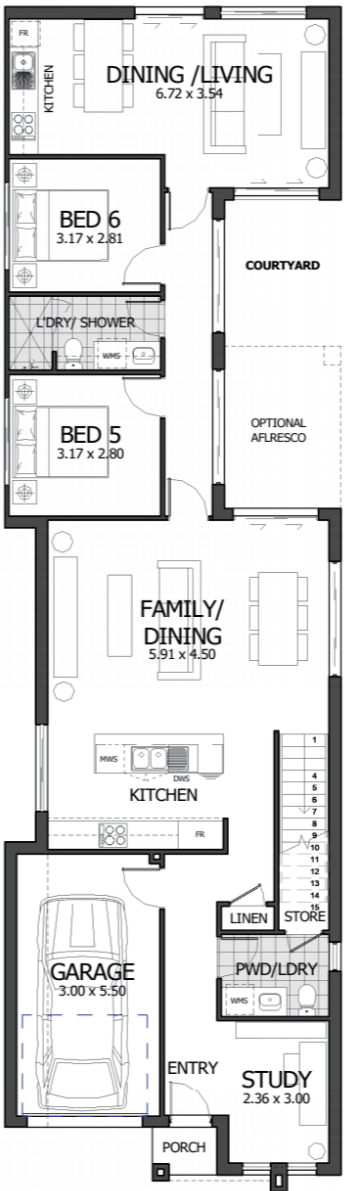 FR
KITCHEN
DINING /LIVING
6.72 x 3.54
BED 6
3.17 x 2.81
COURTYARD
L'DRY/ SHOWER
WMS
BED 5
3.17 x 2.80
OPTIONAL
AFLRESCO
FAMILY/
DINING
5.91 x 4.50
MWS
DWS
KITCHEN
FR
1
4
5
6
7
8
9
10
11
12
13
14
15
LINEN
STORE
GARAGE
3.00 x 5.50
PWD/LDRY
WMS
ENTRY
STUDY
2.36 x 3.00
PORCH